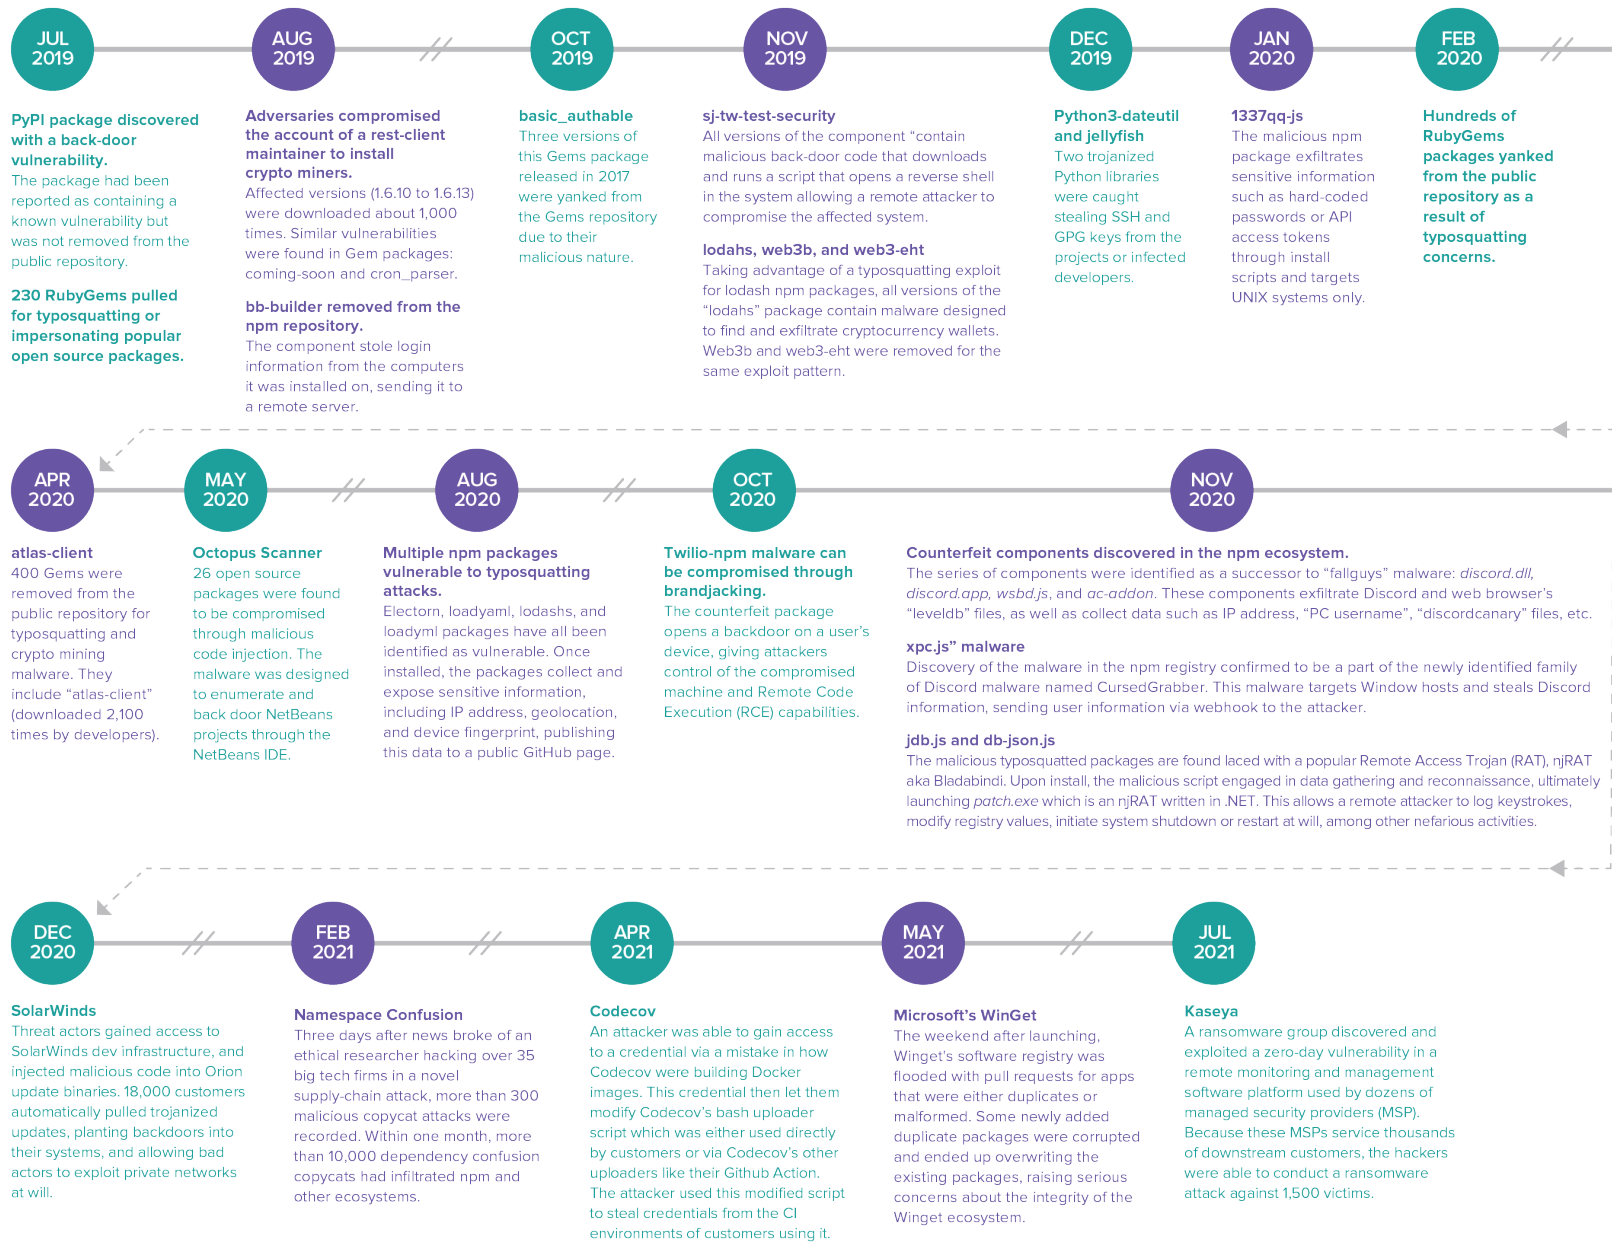 JUL
2019
PyPI package discovered
with a back-door
vulnerability.
The package had been
reported as containing a
known vulnerability but
was not removed from the
public repository.
230 RubyGems pulled
for typosquatting or
impersonating popular
open source packages.
AUG
2019
Adversaries compromised
the account of a rest-client
maintainer to install
crypto miners.
Affected versions (1.6.10 to 1.6.13)
were downloaded about 1,000
times. Similar vulnerabilities
were found in Gem packages:
coming-soon and cron_parser.
bb-builder removed from the
npm repository.
The component stole login
information from the computers
it was installed on, sending it to
a remote server.
OCT
2019
basic_authable
Three versions of
this Gems package
released in 2017
were yanked from
the Gems repository
due to their
malicious nature.
NOV
2019
sj-tw-test-security
All versions of the component “contain
malicious back-door code that downloads
and runs a script that opens a reverse shell
in the system allowing a remote attacker to
compromise the affected system.
lodahs, web3b, and web3-eht
Taking advantage of a typosquatting exploit
for lodash npm packages, all versions of the
“lodahs” package contain malware designed
to find and exfiltrate cryptocurrency wallets.
Web3b and web3-eht were removed for the
same exploit pattern.
DEC
2019
Python3-dateutil
and jellyfish
Two trojanized
Python libraries
were caught
stealing SSH and
GPG keys from the
projects or infected
developers.
JAN
2020
1337qq-js
The malicious npm
package exfiltrates
sensitive information
such as hard-coded
passwords or API
access tokens
through install
scripts and targets
UNIX systems only.
FEB
2020
Hundreds of
RubyGems
packages yanked
from the public
repository as a
result of
typosquatting
concerns.
APR
2020
atlas-client
400 Gems were
removed from the
public repository for
typosquatting and
crypto mining
malware. They
include “atlas-client”
(downloaded 2,100
times by developers).
MAY
2020
Octopus Scanner
26 open source
packages were found
to be compromised
through malicious
code injection. The
malware was designed
to enumerate and
back door NetBeans
projects through the
NetBeans IDE.
AUG
2020
Multiple npm packages
vulnerable to typosquatting
attacks.
Electorn, loadyaml, lodashs, and
loadyml packages have all been
identified as vulnerable. Once
installed, the packages collect and
expose sensitive information,
including IP address, geolocation,
and device fingerprint, publishing
this data to a public GitHub page.
OCT
2020
Twilio-npm malware can
be compromised through
brandjacking.
The counterfeit package
opens a backdoor on a user’s
device, giving attackers
control of the compromised
machine and Remote Code
Execution (RCE) capabilities.
NOV
2020
Counterfeit components discovered in the npm ecosystem.
The series of components were identified as a successor to “fallguys” malware: discord.dll,
discord.app, wsbd.js, and ac-addon. These components exfiltrate Discord and web browser’s
“leveldb” files, as well as collect data such as IP address, “PC username”, “discordcanary” files, etc.
xpc.js” malware
Discovery of the malware in the npm registry confirmed to be a part of the newly identified family
of Discord malware named CursedGrabber. This malware targets Window hosts and steals Discord
information, sending user information via webhook to the attacker.
jdb.js and db-json.js
The malicious typosquatted packages are found laced with a popular Remote Access Trojan (RAT), njRAT
aka Bladabindi. Upon install, the malicious script engaged in data gathering and reconnaissance, ultimately
launching patch.exe which is an njRAT written in .NET. This allows a remote attacker to log keystrokes,
modify registry values, initiate system shutdown or restart at will, among other nefarious activities.
DEC
2020
SolarWinds
Threat actors gained access to
SolarWinds dev infrastructure, and
injected malicious code into Orion
update binaries. 18,000 customers
automatically pulled trojanized
updates, planting backdoors into
their systems, and allowing bad
actors to exploit private networks
at will.
FEB
2021
Namespace Confusion
Three days after news broke of an
ethical researcher hacking over 35
big tech firms in a novel
supply-chain attack, more than 300
malicious copycat attacks were
recorded. Within one month, more
than 10,000 dependency confusion
copycats had infiltrated npm and
other ecosystems.
APR
2021
Codecov
An attacker was able to gain access
to a credential via a mistake in how
Codecov were building Docker
images. This credential then let them
modify Codecov’s bash uploader
script which was either used directly
by customers or via Codecov’s other
uploaders like their Github Action.
The attacker used this modified script
to steal credentials from the CI
environments of customers using it.
MAY
2021
Microsoft’s WinGet
The weekend after launching,
Winget's software registry was
flooded with pull requests for apps
that were either duplicates or
malformed. Some newly added
duplicate packages were corrupted
and ended up overwriting the
existing packages, raising serious
concerns about the integrity of the
Winget ecosystem.
JUL
2021
Kaseya
A ransomware group discovered and
exploited a zero-day vulnerability in a
remote monitoring and management
software platform used by dozens of
managed security providers (MSP).
Because these MSPs service thousands
of downstream customers, the hackers
were able to conduct a ransomware
attack against 1,500 victims.